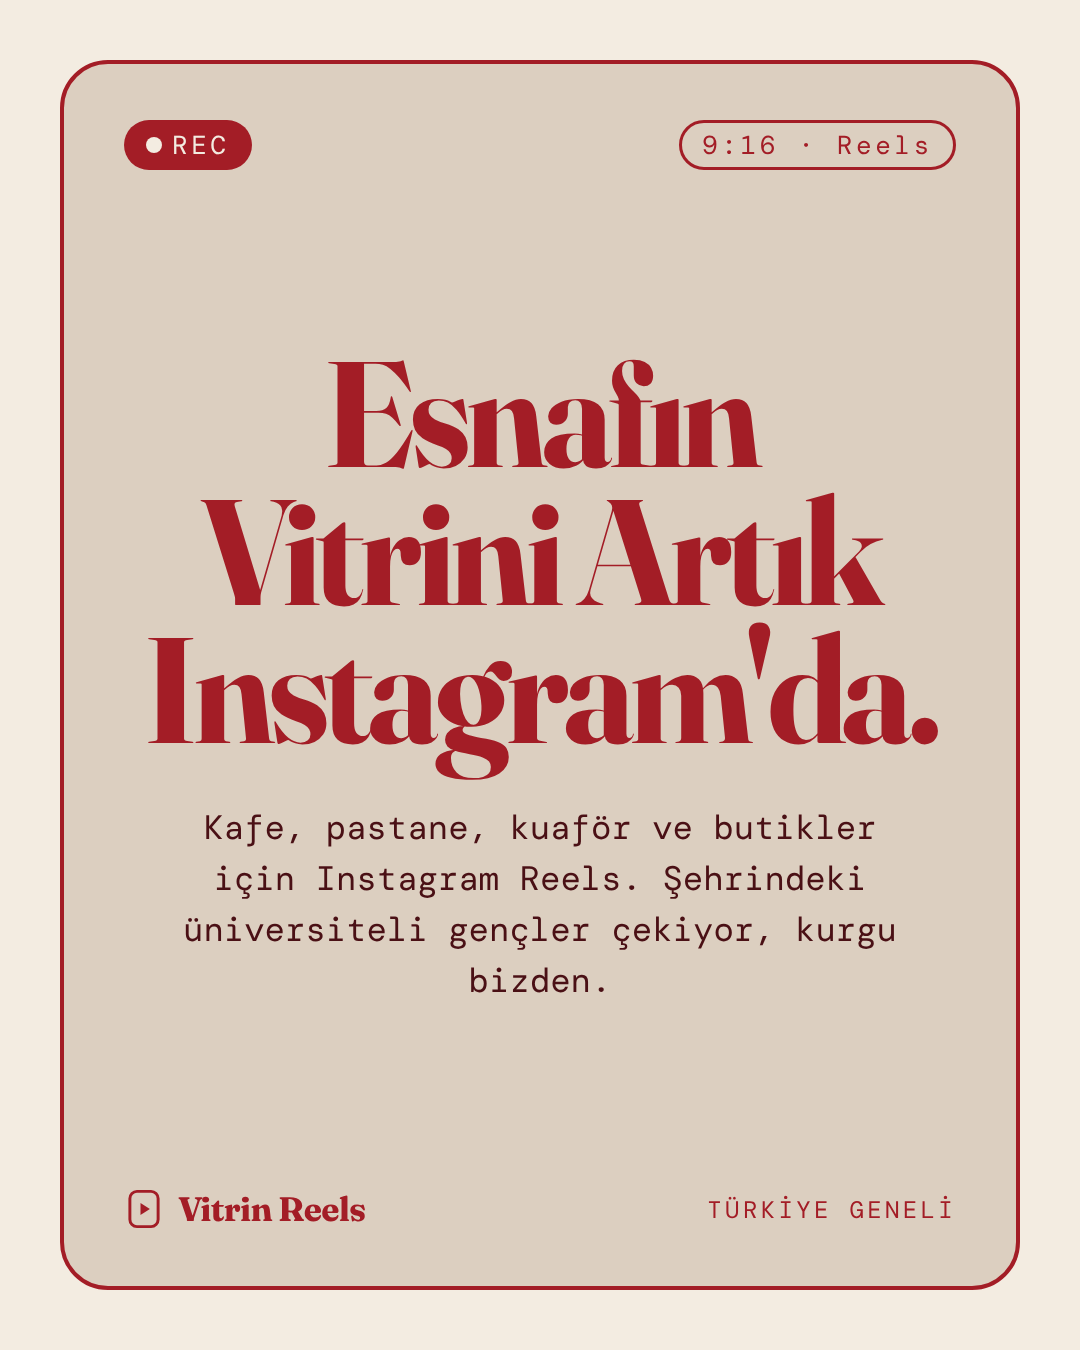 REC
9:16 · Reels
Esnafın
Vitrini Artık
Instagram'da.
Kafe, pastane, kuaför ve butikler
için Instagram Reels. Şehrindeki
üniversiteli gençler çekiyor, kurgu
bizden.
Vitrin Reels
TÜRKİYE GENELİ